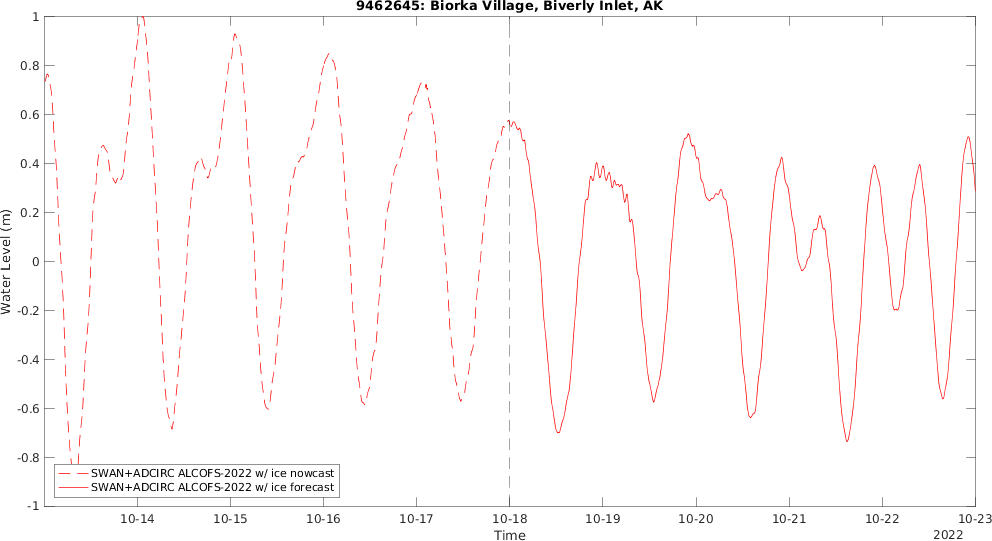 9462645: Biorka Village, Biverly Inlet, AK
Water Level (m)
1
0.8
0.6
0.4
0.2
0
-0.2
-0.4
-0.6
-0.8
-1
SWAN+ADCIRC ALCOFS-2022 w/ ice nowcast
SWAN+ADCIRC ALCOFS-2022 w/ ice forecast
10-14 10-15 10-16 10-17 10-18 10-19 10-20 10-21 10-22 10-23
Time
2022